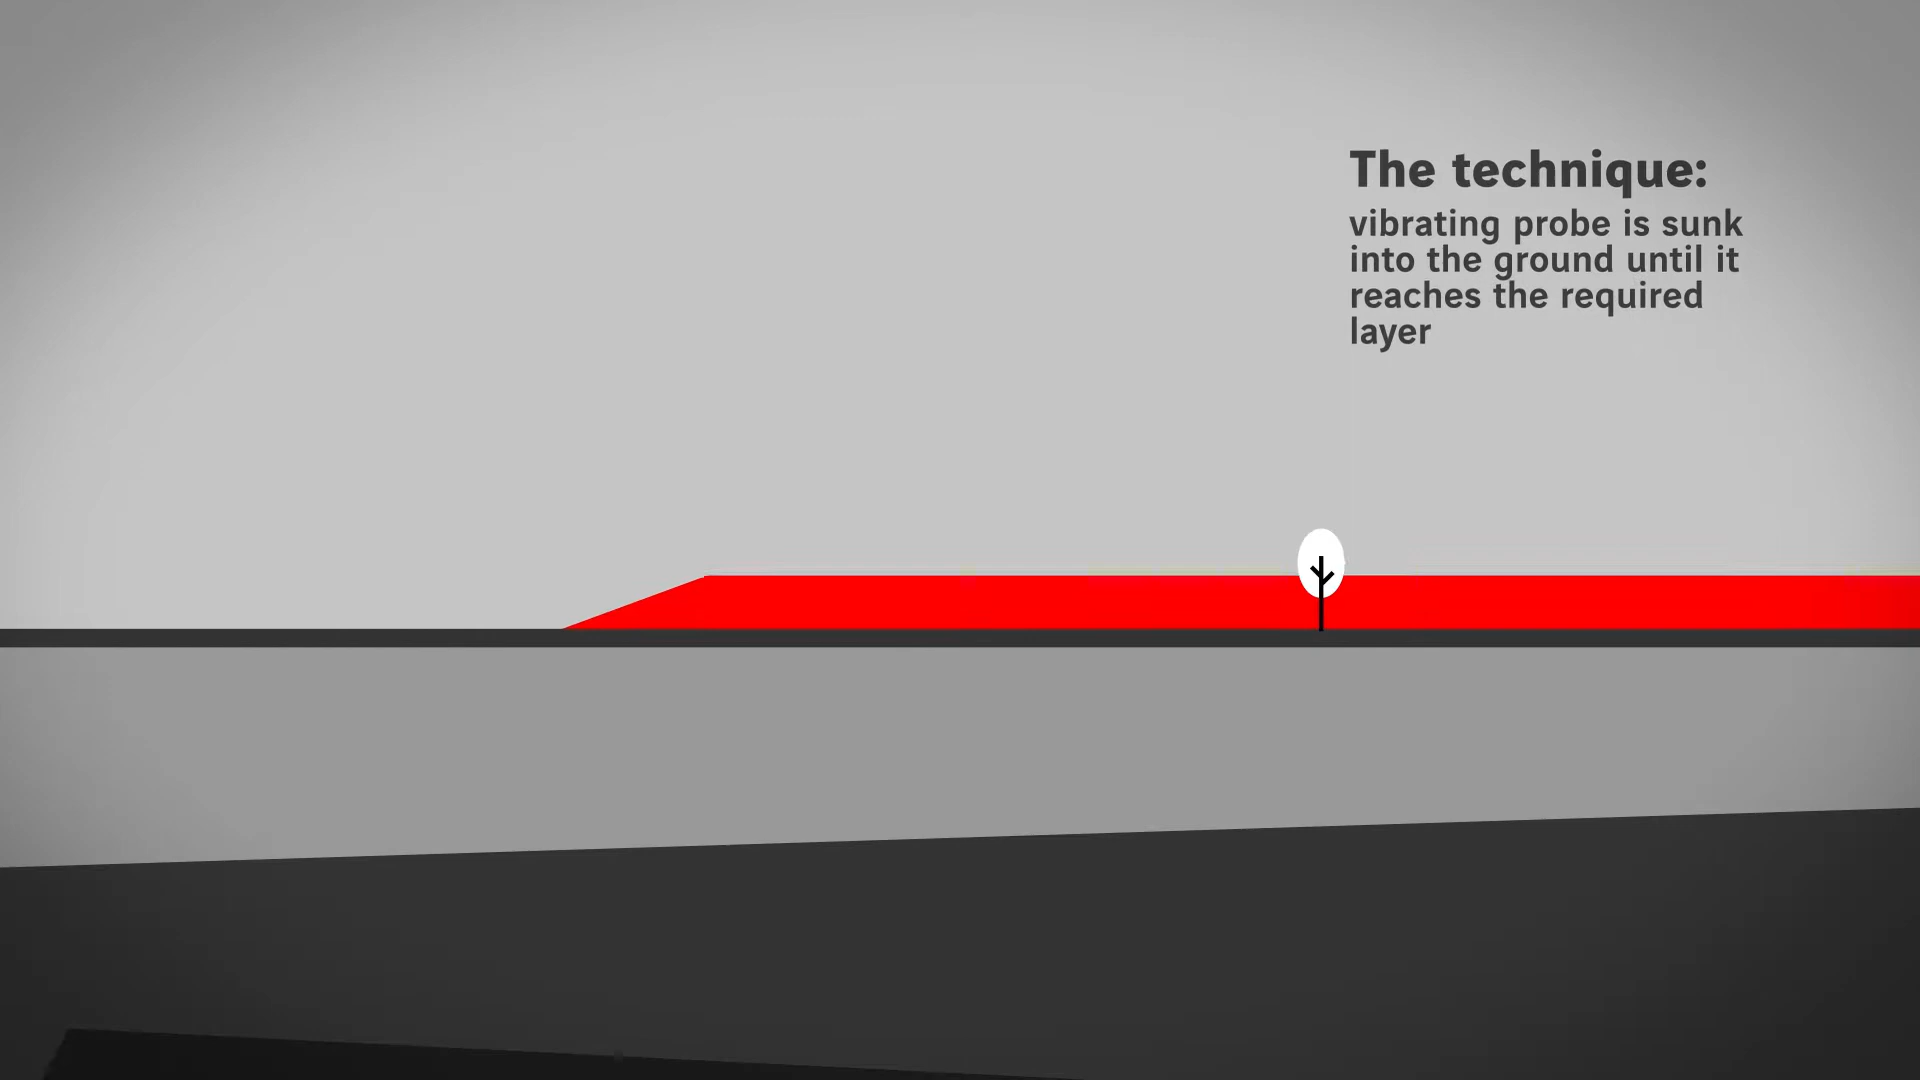 The technique:
vibrating probe is sunk
into the ground until it
reaches the required
layer